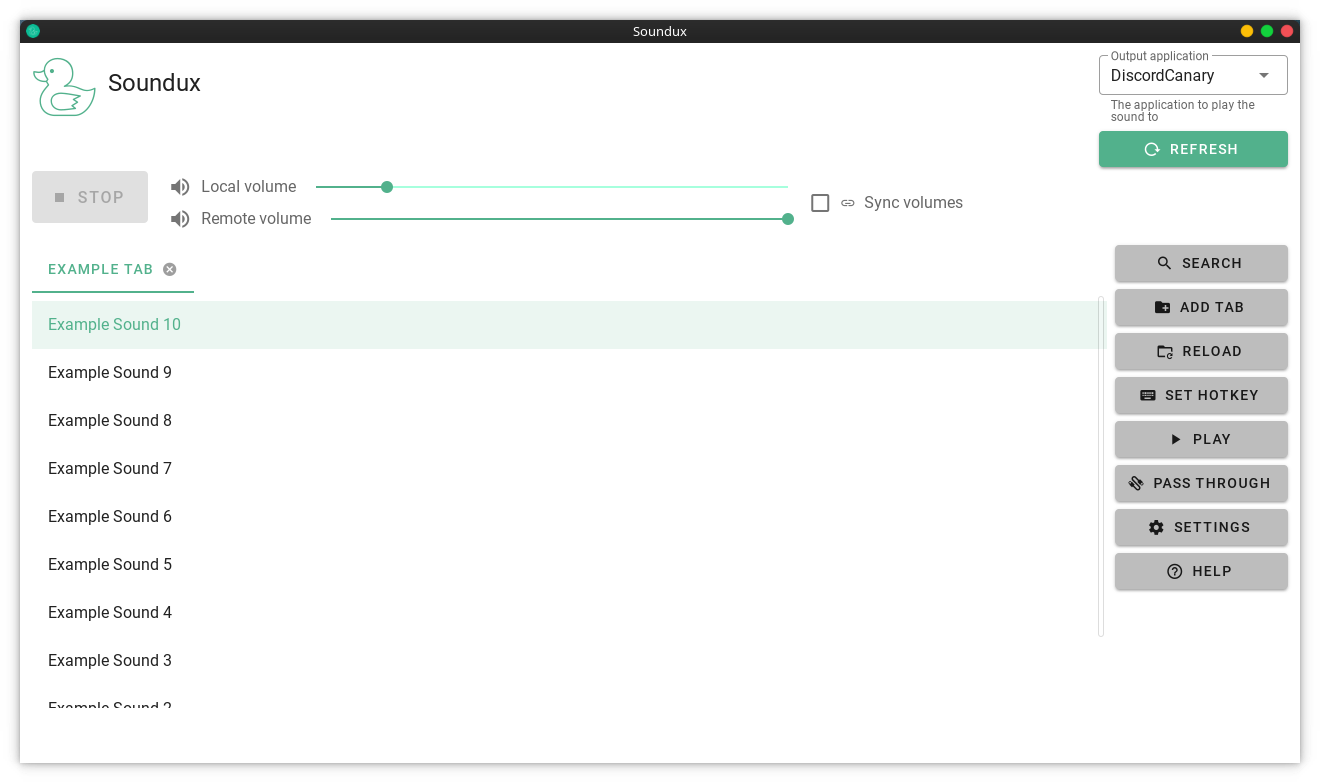 Soundux
Soundux
Output application
DiscordCanary
The application to play the
sound to
REFRESH
STOP
Local volume
Remote volume
Sync volumes
EXAMPLE TAB
Example Sound 10
Example Sound 9
Example Sound 8
Example Sound 7
Example Sound 6
Example Sound 5
Example Sound 4
Example Sound 3
Example Sound 2
SEARCH
ADD TAB
RELOAD
SET HOTKEY
PLAY
PASS THROUGH
SETTINGS
HELP